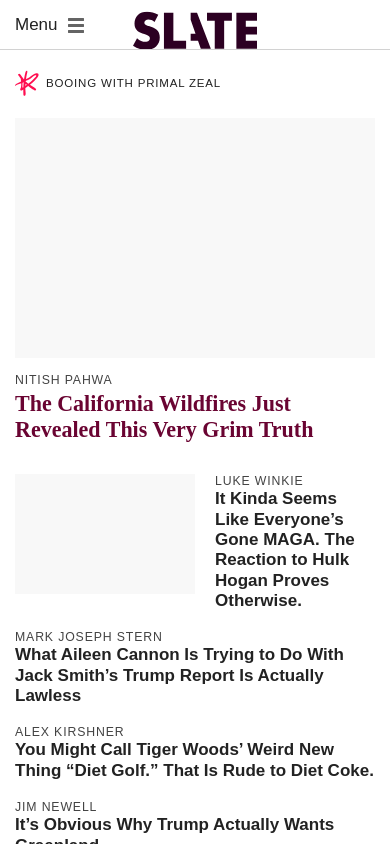 Menu
SLATE
BOOING WITH PRIMAL ZEAL
NITISH PAHWA
The California Wildfires Just
Revealed This Very Grim Truth
LUKE WINKIE
It Kinda Seems
Like Everyone’s
Gone MAGA. The
Reaction to Hulk
Hogan Proves
Otherwise.
MARK JOSEPH STERN
What Aileen Cannon Is Trying to Do With
Jack Smith’s Trump Report Is Actually
Lawless
ALEX KIRSHNER
You Might Call Tiger Woods’ Weird New
Thing “Diet Golf.” That Is Rude to Diet Coke.
JIM NEWELL
It’s Obvious Why Trump Actually Wants
Greenland